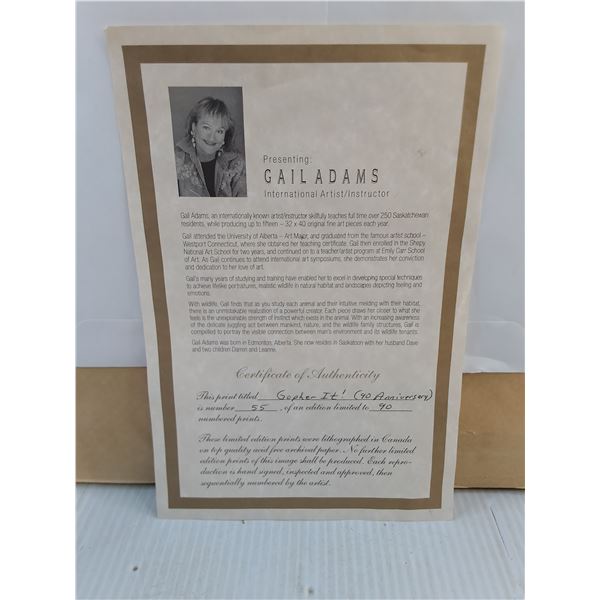 Presenting:
GAIL ADAMS
International Artist/Instructor
Gail Adams, an internationally known artist/instructor skillfully teaches full time over 250 Saskatchewan
residents, while producing up to fifteen – 32 x 40 original fine art pieces each year.
Gail attended the University of Alberta – Art Major, and graduated from the famous artist school –
Westport Connecticut, where she obtained her teaching certificate. Gail then enrolled in the Shepy
National Art School for two years, and continued on to a teacher/artist program at Emily Carr School
of Art. As Gail continues to attend international art symposiums, she demonstrates her conviction
and dedication to her love of art.
Gail's many years of studying and training have enabled her to excel in developing special techniques
to achieve lifelike portraitures, realistic wildlife in natural habitat and landscapes depicting feeling and
emotions.
With wildlife, Gail finds that as you study each animal and their intuitive melding with their habitat,
there is an unmistakable realization of a powerful creator. Each piece draws her closer to what she
feels is the unexplainable strength of instinct which exists in the animal. With an increasing awareness
of the delicate juggling act between mankind, nature, and the wildlife family structures, Gail is
compelled to portray the visible connection between man's environment and its wildlife tenants.
Gail Adams was born in Edmonton, Alberta. She now resides in Saskatoon with her husband Dave
and two children Darren and Leanne.
Certificate of Authenticity
This print titled Gopher It! (90 Anniversary)
is number 55, of an edition limited to 90
numbered prints.
These limited edition prints were lithographed in Canada
on top quality acid free archival paper. No further limited
edition prints of this image shall be produced. Each repro-
duction is hand signed, inspected and approved, then
sequentially numbered by the artist.